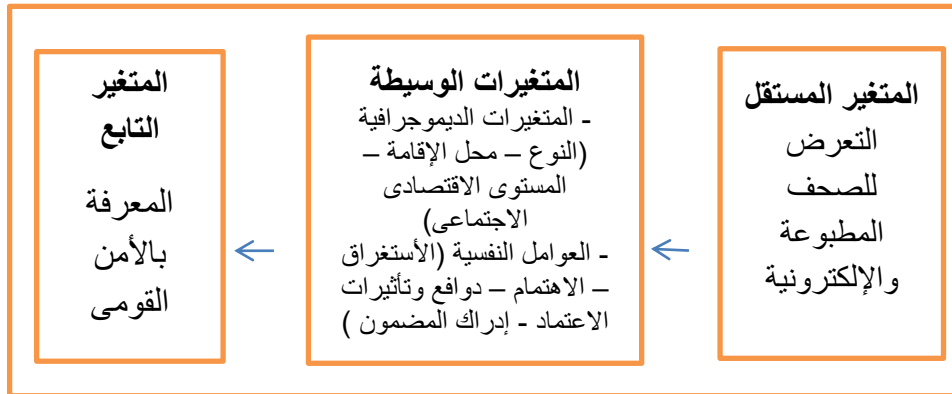 المتغير المستقل
التعرض
للصحف
المطبوعة
والإلكترونية
المتغيرات الوسيطة
- المتغيرات الديموجرافية
(النوع – محل الإقامة –
المستوى الاقتصادى
الاجتماعى)
- العوامل النفسية (الأستغراق
– الاهتمام – دوافع وتأثيرات
الاعتماد - إدراك المضمون )
المتغير
التابع
المعرفة
بالأمن
القومى